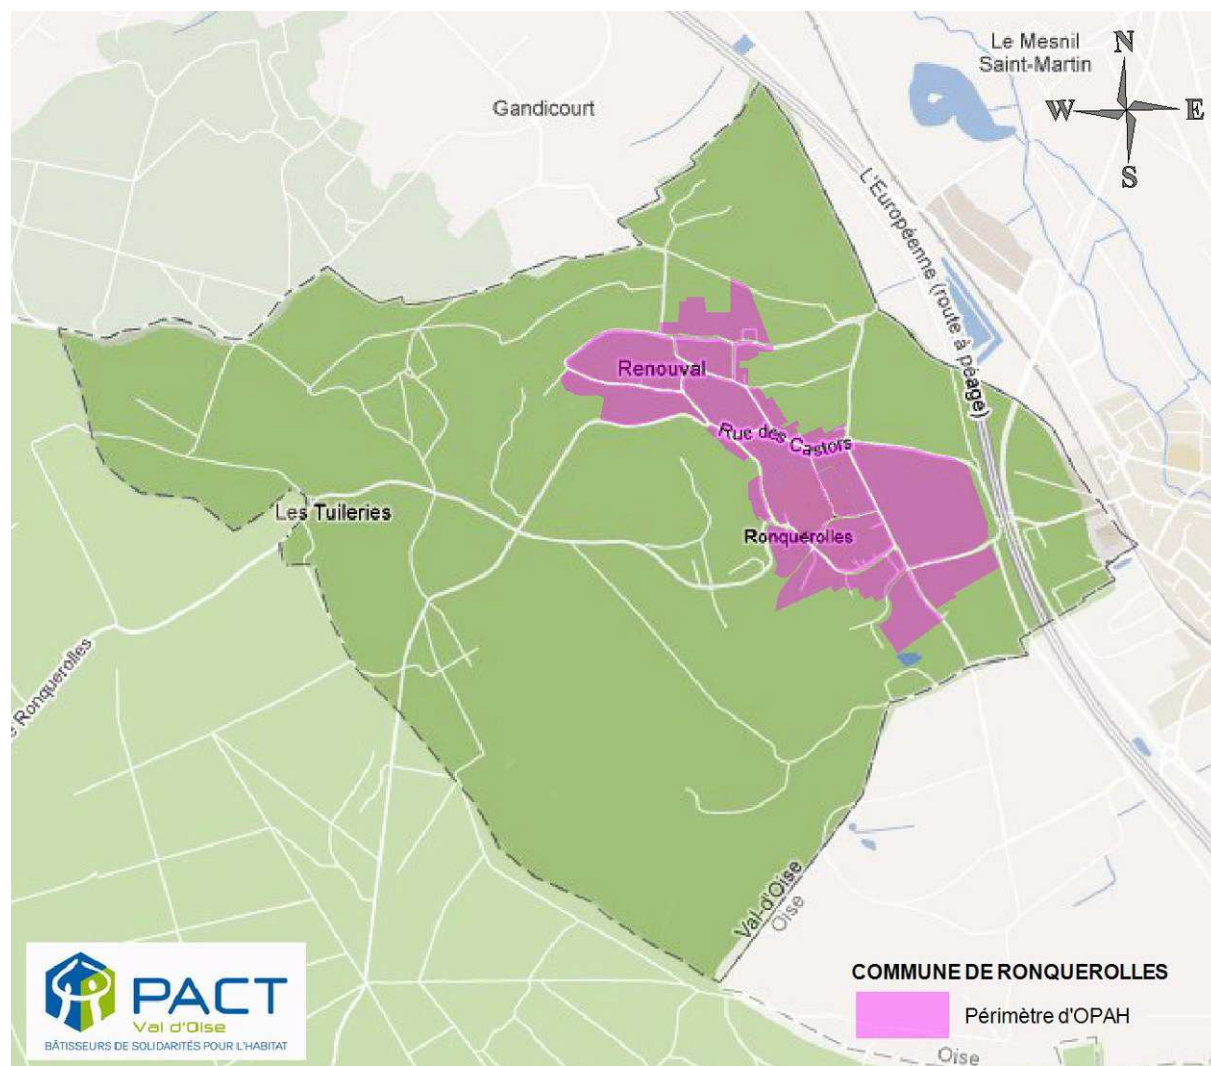 Le Mesnil
Saint-Martin
N
W
E
S
Gandicourt
L'Européenne (route à péage)
Renouval
Rue des Castors
Les Tuileries
Ronquerolles
Ronquerolles
Val-d'Oise
Oise
COMMUNE DE RONQUEROLLES
Périmètre d'OPAH
PACT
Val d'Oise
BÂTISSEURS DE SOLIDARITÉS POUR L'HABITAT
Oise